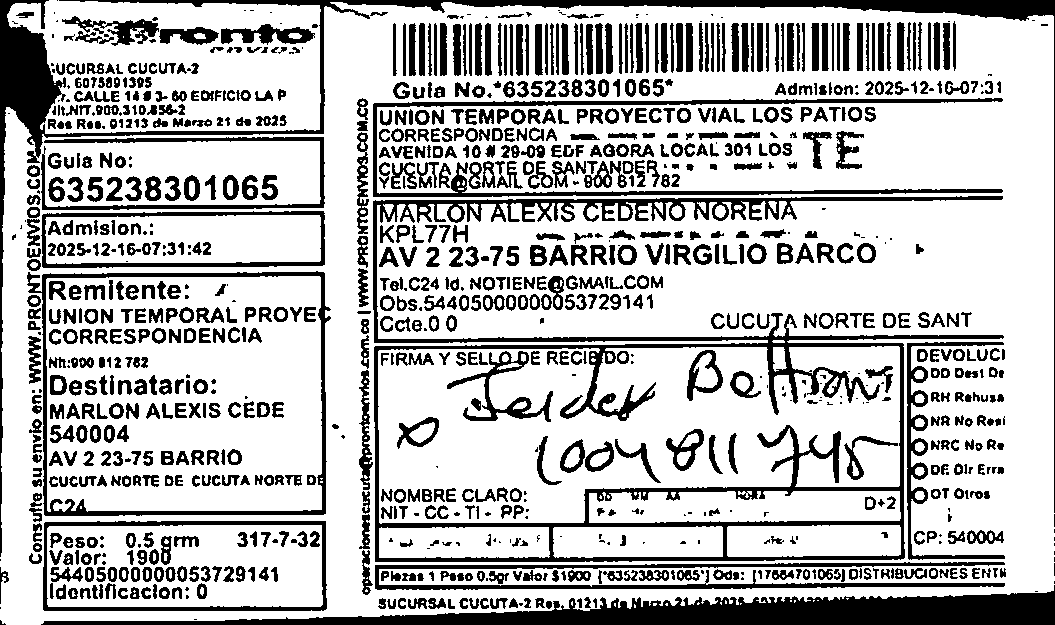 Pronto
envios
SUCURSAL CUCUTA-2
Tel. 6075891395
CALLE 14 # 3- 60 EDIFICIO LA P
Nit.NIT.900.310.856-2
Res Res. 01213 de Marzo 21 de 2025
Guia No:
635238301065
Admision.:
2025-12-16-07:31:42
Remitente:
UNION TEMPORAL PROYEC
CORRESPONDENCIA
Nit:900 812 782
Destinatario:
MARLON ALEXIS CEDE
540004
AV 2 23-75 BARRIO
CUCUTA NORTE DE CUCUTA NORTE DE
C24
Peso: 0.5 grm 317-7-32
Valor: 1900
54405000000053729141
Identificacion: 0
Consulte su envio en: WWW.PRONTOENVIOS.COM.CO
operacionescucuta@prontoenvios.com.co | WWW.PRONTOENVIOS.COM.CO
Guia No.*635238301065* Admision: 2025-12-16-07:31
UNION TEMPORAL PROYECTO VIAL LOS PATIOS
CORRESPONDENCIA
AVENIDA 10 # 29-09 EDF AGORA LOCAL 301 LOS
TE
CUCUTA NORTE DE SANTANDER
YEISMIR@GMAIL COM - 900 812 782
MARLON ALEXIS CEDENO NORENA
KPL77H
AV 2 23-75 BARRIO VIRGILIO BARCO
Tel.C24 Id. NOTIENE@GMAIL.COM
Obs.54405000000053729141
Ccte.0 0 CUCUTA NORTE DE SANT
FIRMA Y SELLO DE RECIBIDO:
1004811745
NOMBRE CLARO:
NIT - CC - TI - PP:
DD MM AA HORA
D+2
DEVOLUCI
DD Dest De
RH Rehusa
NR No Resi
NRC No Re
DE Dir Erra
OT Otros
CP: 540004
Piezas 1 Peso 0.5gr Valor $1900 [*635238301065*] Ods: [17664701065] DISTRIBUCIONES ENTR
SUCURSAL CUCUTA-2 Res. 01213 de Marzo 21 de 2025